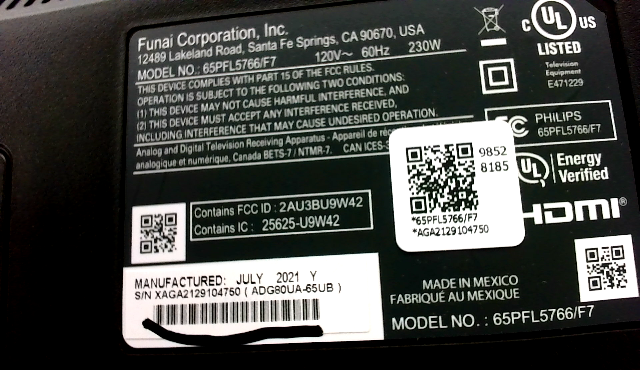 Funai Corporation, Inc.
12489 Lakeland Road, Santa Fe Springs, CA 90670, USA
MODEL NO.: 65PFL5766/F7 120V~ 60Hz 230W
THIS DEVICE COMPLIES WITH PART 15 OF THE FCC RULES.
OPERATION IS SUBJECT TO THE FOLLOWING TWO CONDITIONS:
(1) THIS DEVICE MAY NOT CAUSE HARMFUL INTERFERENCE, AND
(2) THIS DEVICE MUST ACCEPT ANY INTERFERENCE RECEIVED,
INCLUDING INTERFERENCE THAT MAY CAUSE UNDESIRED OPERATION.
Analog and Digital Television Receiving Apparatus - Appareil de
analogique et numérique, Canada BETS-7 / NTMR-7. CAN ICES-3
C UL US
LISTED
Television
Equipment
E471229
FC PHILIPS
65PFL5766/F7
UL Energy
Verified
HDMI®
9852
8185
*65PFL5766/F7
*AGA2129104750
Contains FCC ID : 2AU3BU9W42
Contains IC : 25625-U9W42
MANUFACTURED: JULY 2021 Y
S/N XAGA2129104750 ( ADG80UA-65UB )
MADE IN MEXICO
FABRIQUÉ AU MEXIQUE
MODEL NO. : 65PFL5766/F7